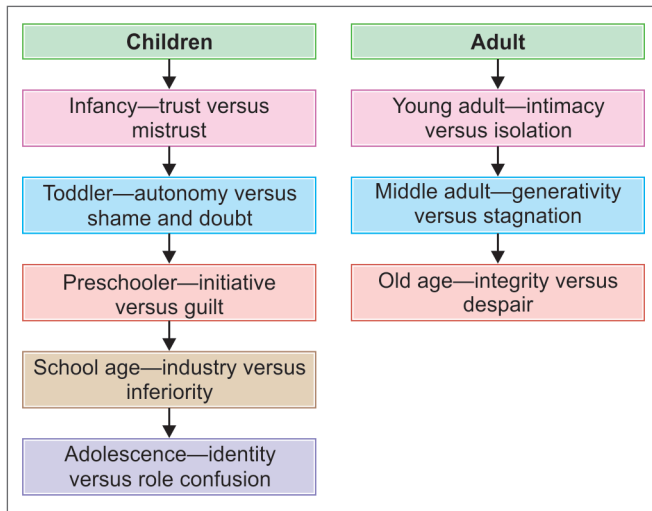 Children
Infancy—trust versus
mistrust
Toddler—autonomy versus
shame and doubt
Preschooler—initiative
versus guilt
School age—industry versus
inferiority
Adolescence—identity
versus role confusion
Adult
Young adult—intimacy
versus isolation
Middle adult—generativity
versus stagnation
Old age—integrity versus
despair